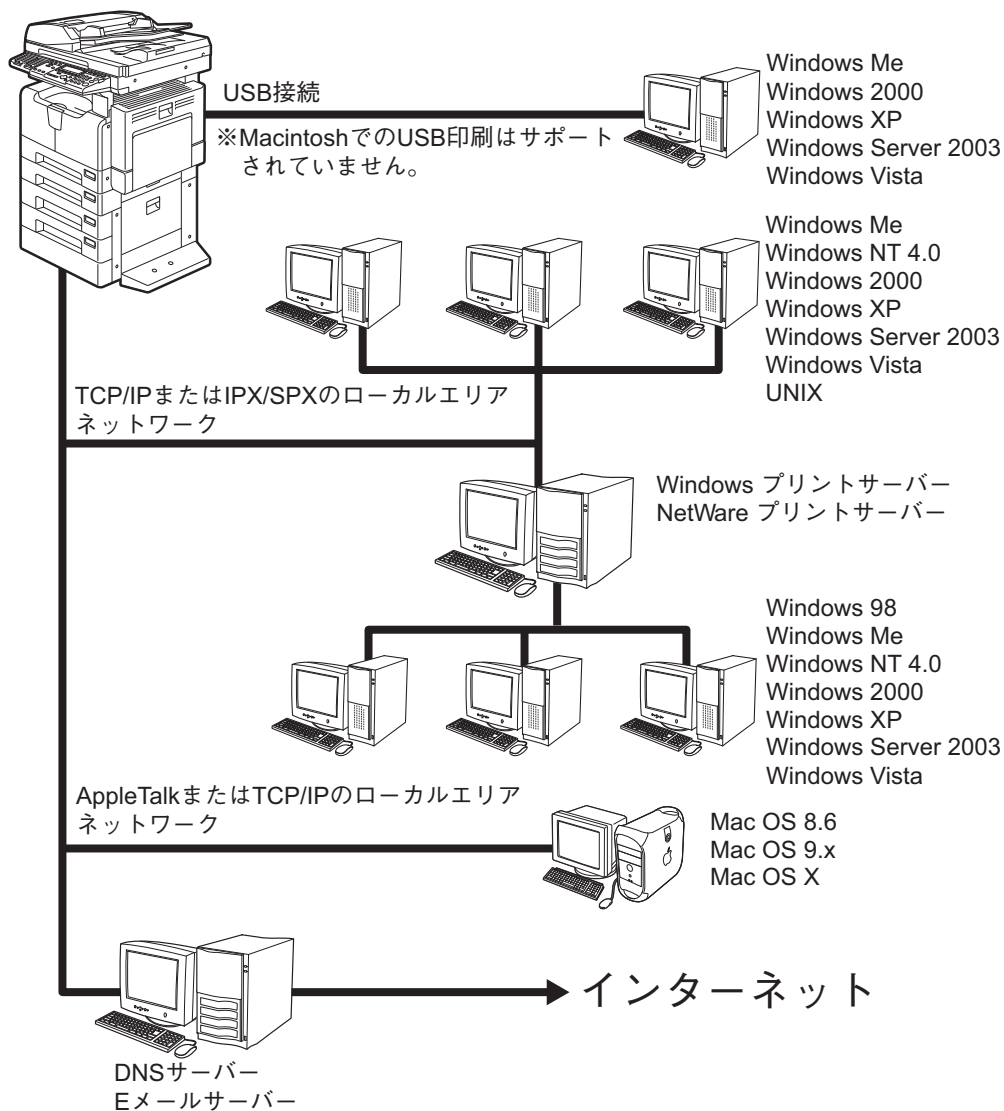 USB接続
※MacintoshでのUSB印刷はサポート
されていません。
Windows Me
Windows 2000
Windows XP
Windows Server 2003
Windows Vista
Windows Me
Windows NT 4.0
Windows 2000
Windows XP
Windows Server 2003
Windows Vista
UNIX
TCP/IPまたはIPX/SPXのローカルエリア
ネットワーク
Windows プリントサーバー
NetWare プリントサーバー
Windows 98
Windows Me
Windows NT 4.0
Windows 2000
Windows XP
Windows Server 2003
Windows Vista
AppleTalkまたはTCP/IPのローカルエリア
ネットワーク
Mac OS 8.6
Mac OS 9.x
Mac OS X
インターネット
DNSサーバー
Eメールサーバー